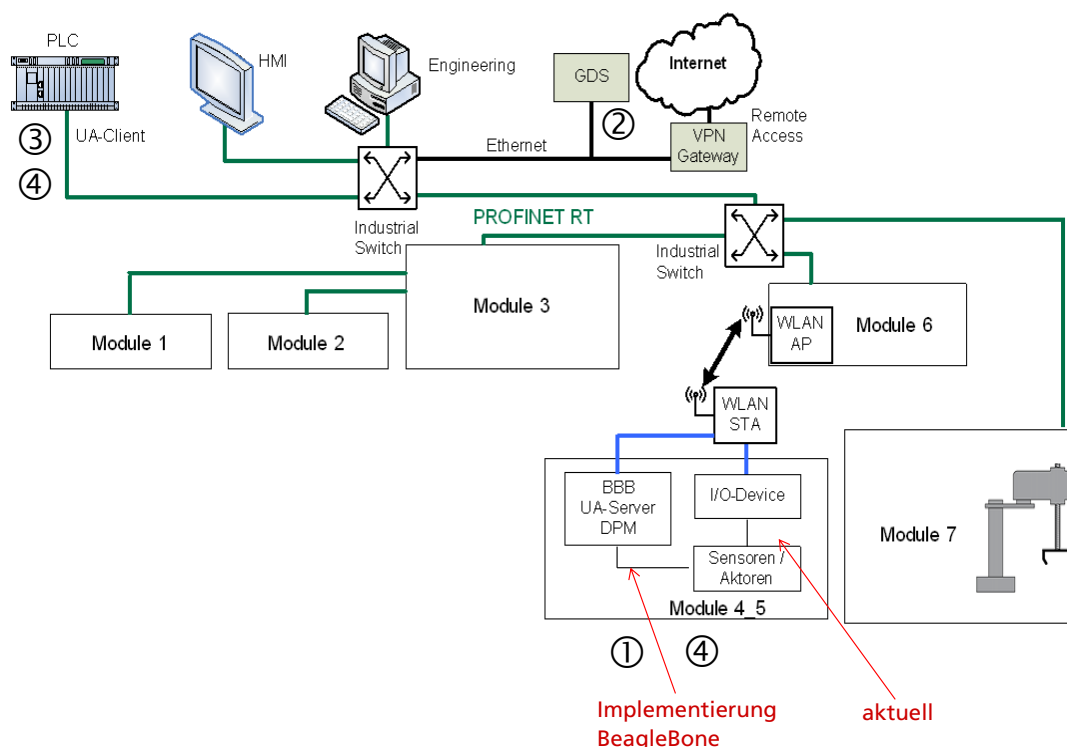 PLC
HMI
Engineering
GDS
Internet
③
UA-Client
②
Remote
Access
Ethernet
VPN
Gateway
④
PROFINET RT
Industrial
Switch
Industrial
Switch
Module 1
Module 2
Module 3
WLAN
AP
Module 6
WLAN
STA
BBB
UA-Server
DPM
I/O-Device
Sensoren /
Aktoren
Module 4_5
Module 7
①
④
Implementierung
BeagleBone
aktuell